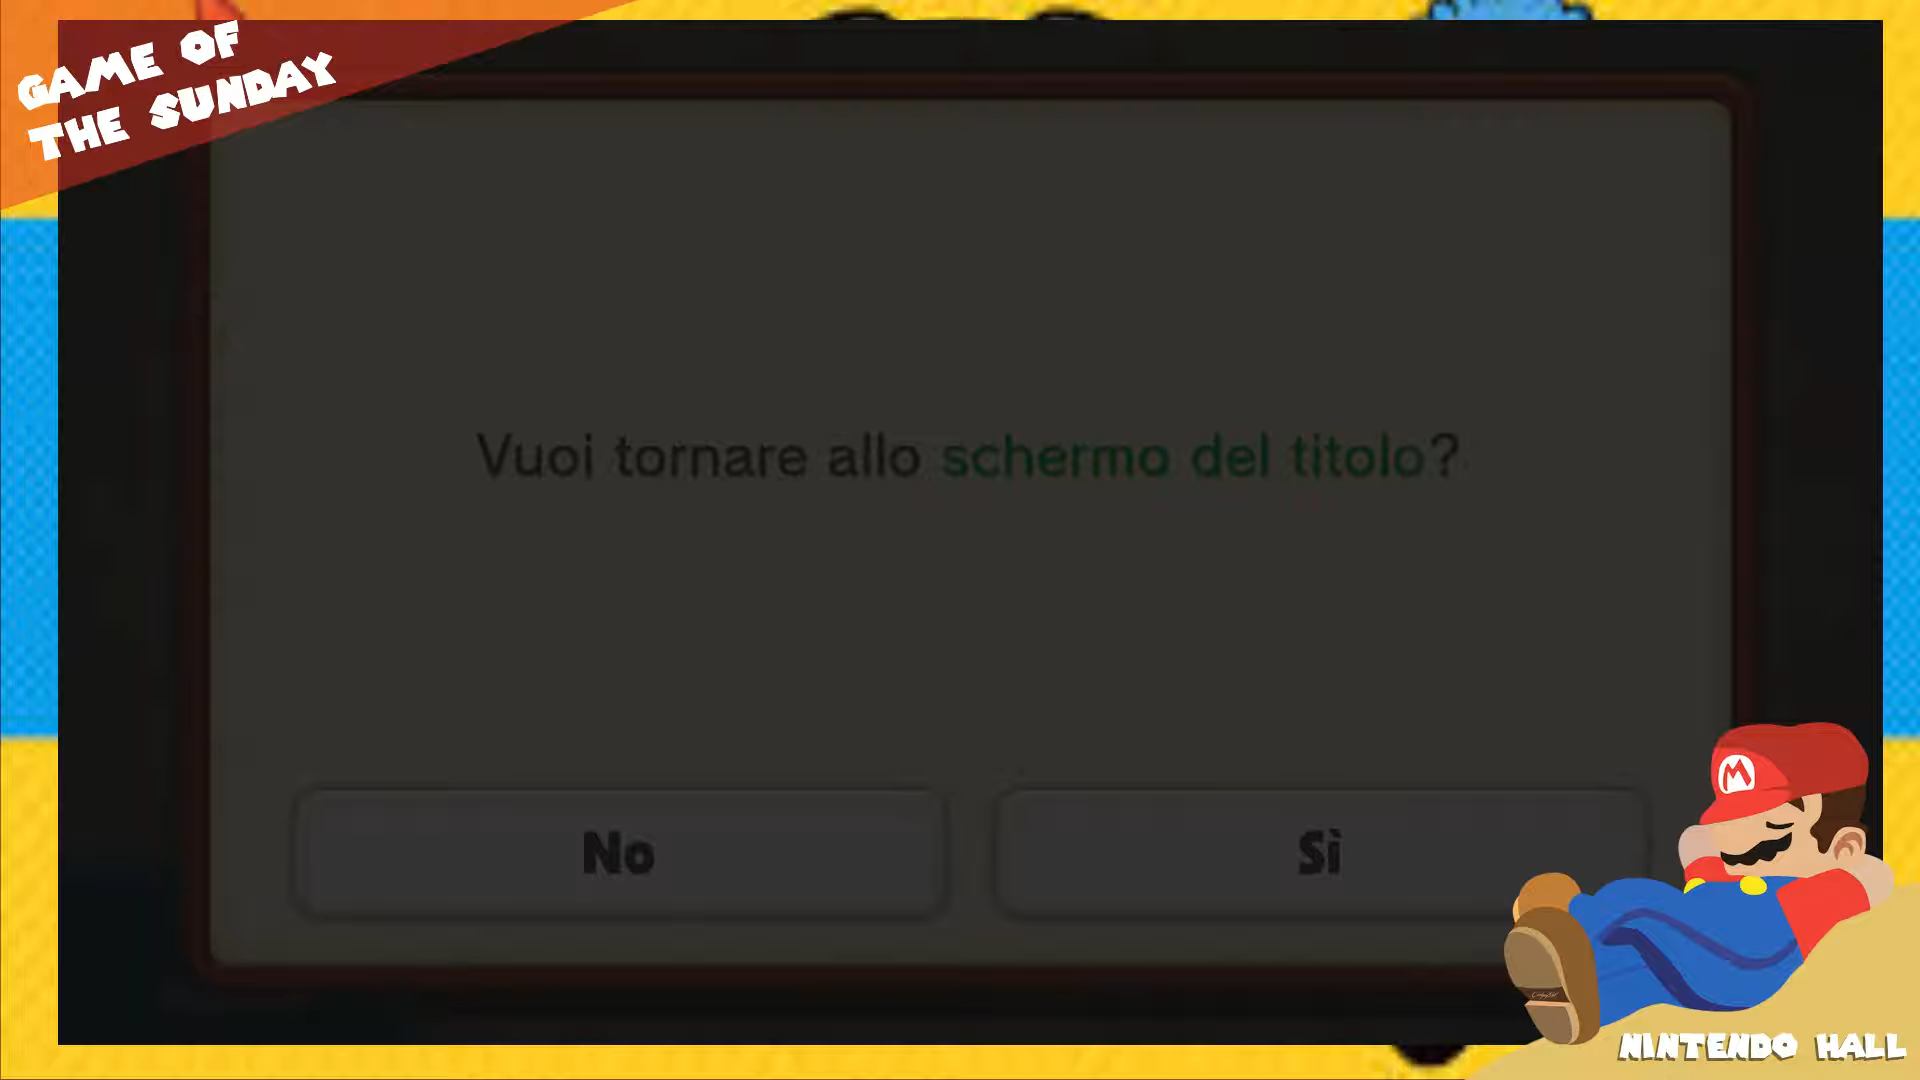 GAME OF
THE SUNDAY
Vuoi tornare allo schermo del titolo?
No
Sì
M
NINTENDO HALL